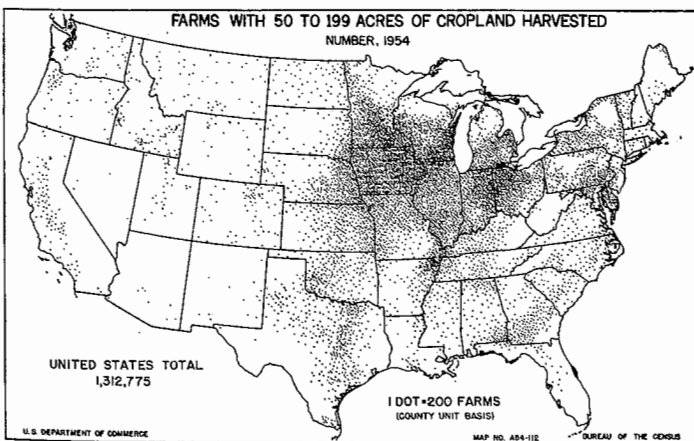 FARMS WITH 50 TO 199 ACRES OF CROPLAND HARVESTED
NUMBER, 1954
UNITED STATES TOTAL
1,312,775
1 DOT=200 FARMS
(COUNTY UNIT BASIS)
U.S. DEPARTMENT OF COMMERCE
MAP NO. A54-112
BUREAU OF THE CENSUS